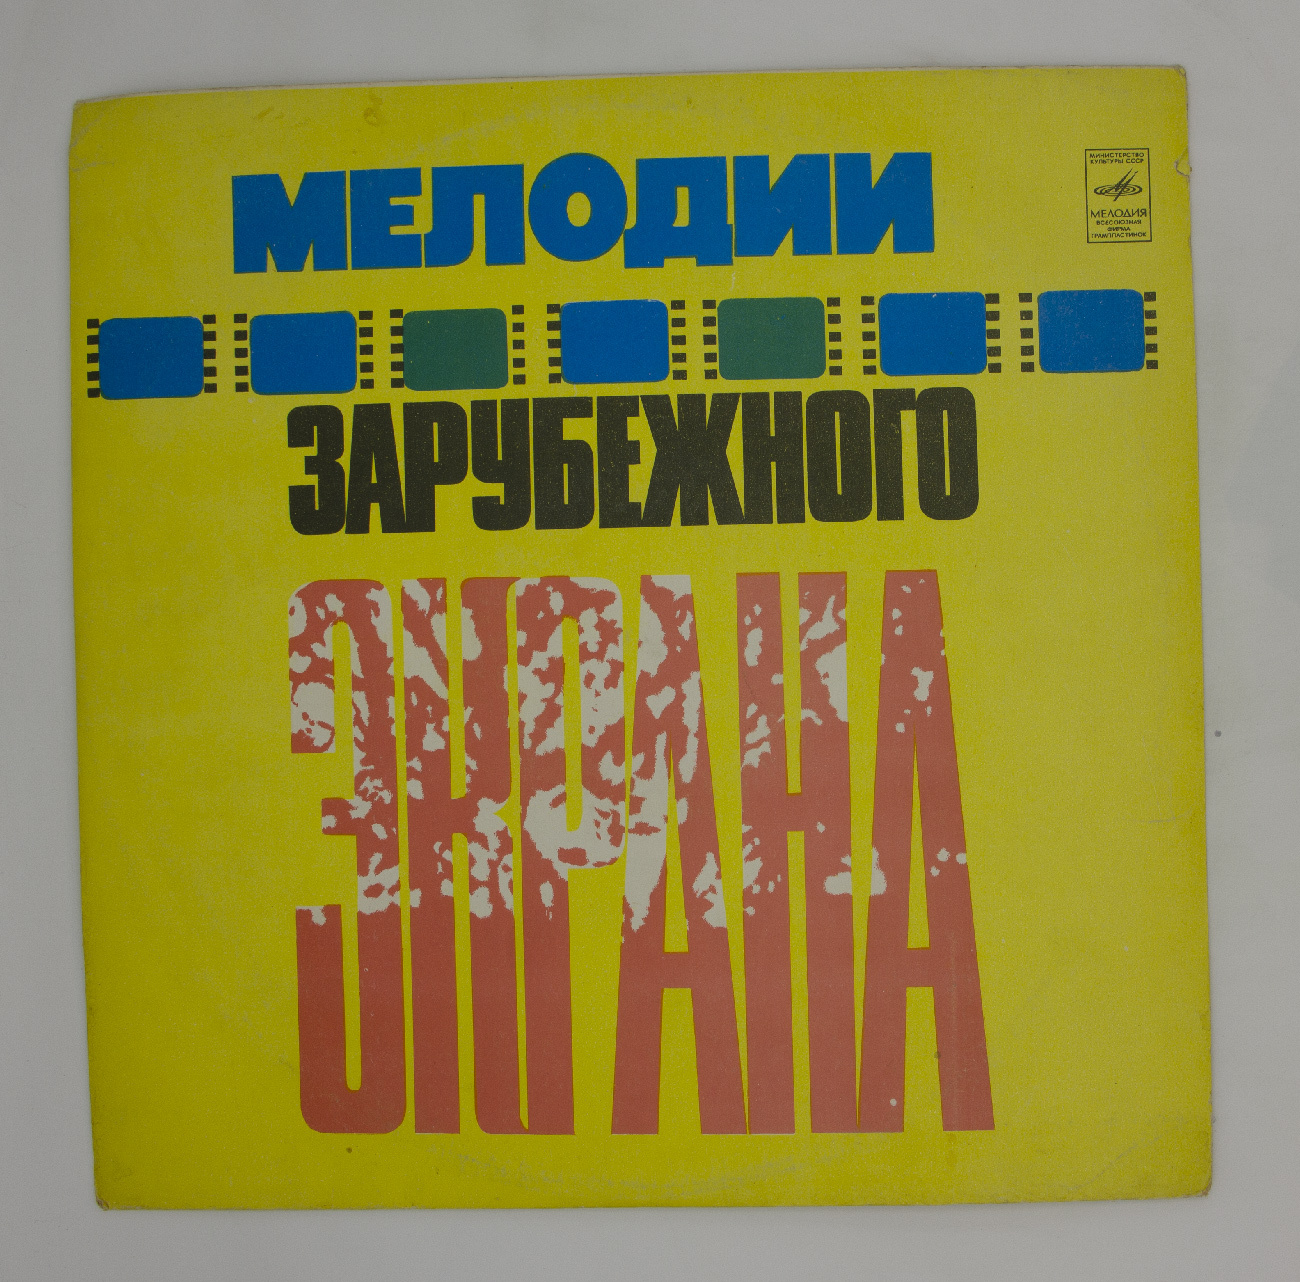 МЕЛОДИИ
МИНИСТЕРСТВО
КУЛЬТУРЫ СССР
МЕЛОДИЯ
ВСЕСОЮЗНАЯ
ФИРМА
ГРАМПЛАСТИНОК
ЗАРУБЕЖНОГО
ЭКРАНА